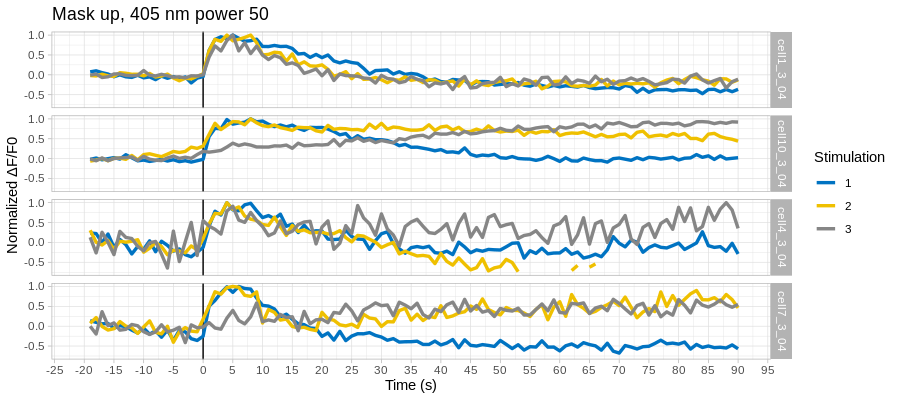 Mask up, 405 nm power 50
Normalized ΔF/F0
1.0
0.5
0.0
-0.5
cell1_3_04
1.0
0.5
0.0
-0.5
cell10_3_04
1.0
0.5
0.0
-0.5
cell4_3_04
1.0
0.5
0.0
-0.5
cell7_3_04
-25 -20 -15 -10 -5 0 5 10 15 20 25 30 35 40 45 50 55 60 65 70 75 80 85 90 95
Time (s)
Stimulation
1
2
3